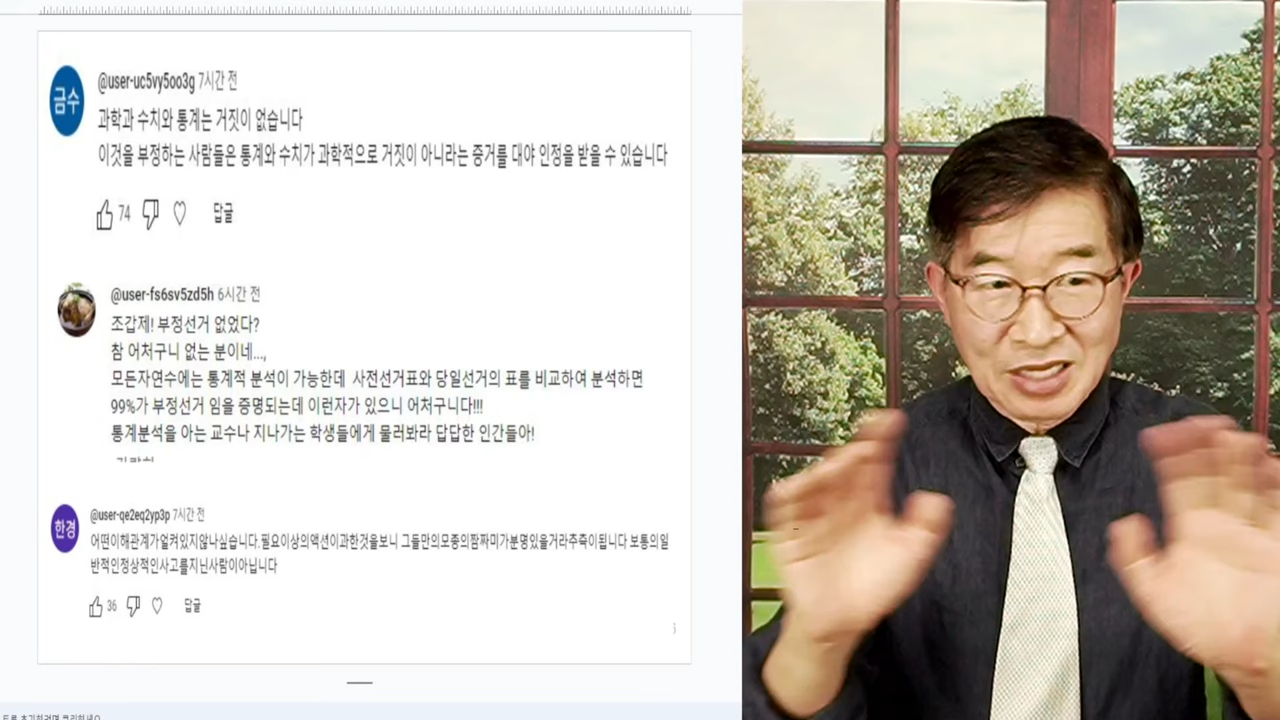 금수
@user-uc5vy5oo3g 7시간 전
과학과 수치와 통계는 거짓이 없습니다
이것을 부정하는 사람들은 통계와 수치가 과학적으로 거짓이 아니라는 증거를 대야 인정을 받을 수 있습니다
74 답글
@user-fs6sv5zd5h 6시간 전
조갑제! 부정선거 없었다?
참 어처구니 없는 분이네...,
모든자연수에는 통계적 분석이 가능한데 사전선거표와 당일선거의 표를 비교하여 분석하면
99%가 부정선거 임을 증명되는데 이런자가 있으니 어처구니다!!!
통계분석을 아는 교수나 지나가는 학생들에게 물러봐라 답답한 인간들아!
한경
@user-qe2eq2yp3p 7시간 전
어떤이해관계가얽켜있지않나싶습니다.필요이상의액션이과한것을보니 그들만의모종의짬짜미가분명있을거라추축이됩니다 보통의일
반적인정상적인사고를지닌사람이아닙니다
36 답글